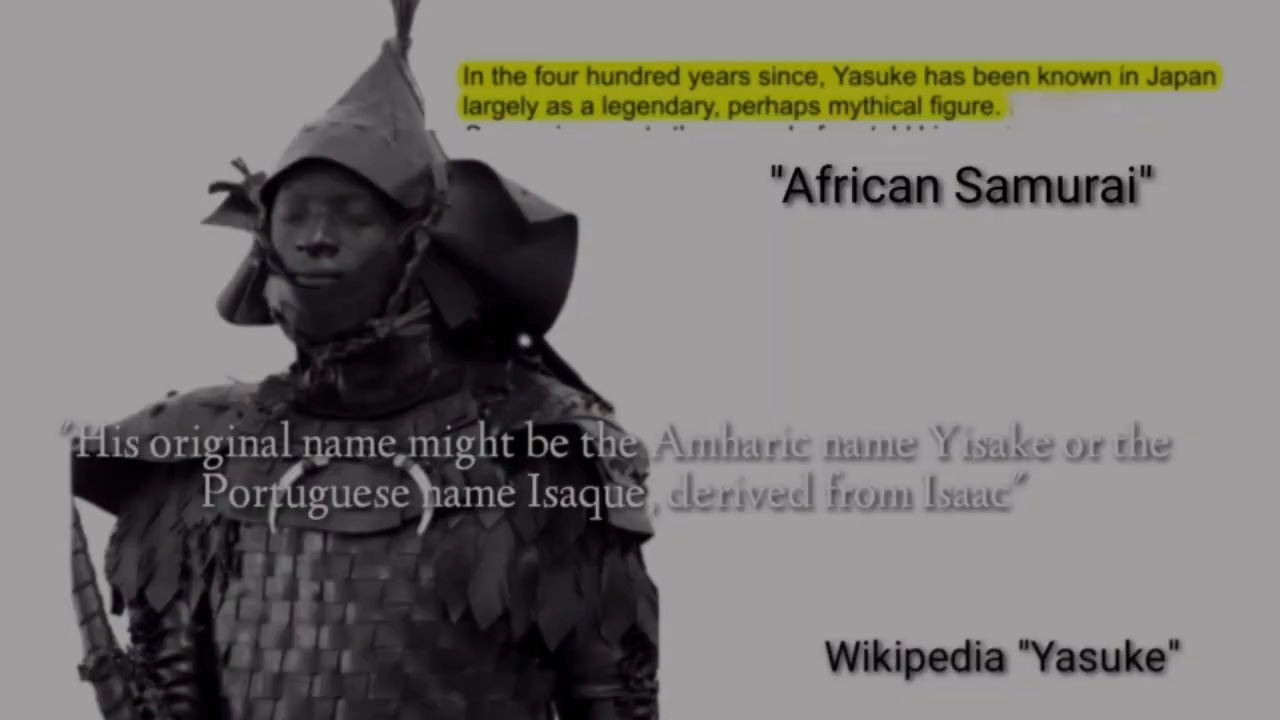 In the four hundred years since, Yasuke has been known in Japan
largely as a legendary, perhaps mythical figure.
"African Samurai"
"His original name might be the Amharic name Yisake or the
Portuguese name Isaque, derived from Isaac"
Wikipedia "Yasuke"